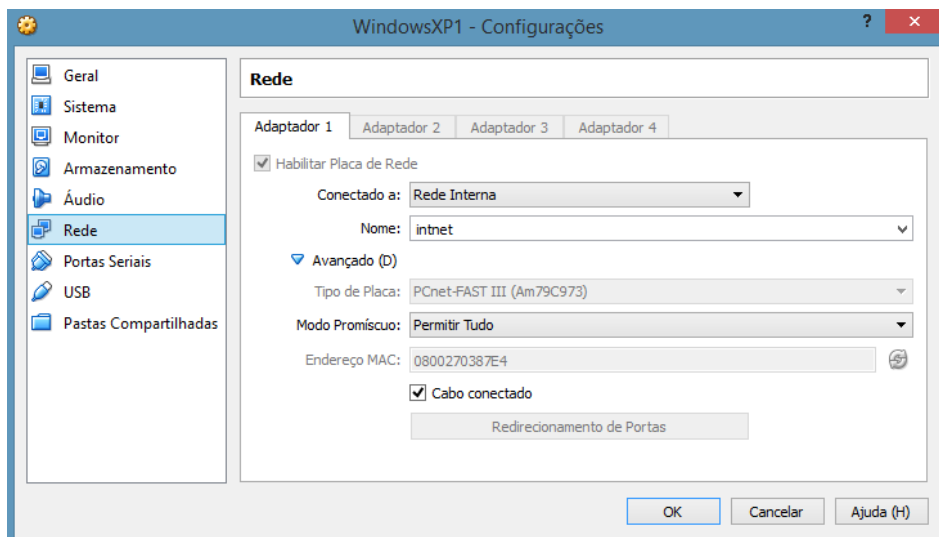 WindowsXP1 - Configurações
?
×
Geral
Sistema
Monitor
Armazenamento
Áudio
Rede
Portas Seriais
USB
Pastas Compartilhadas
Rede
Adaptador 1 Adaptador 2 Adaptador 3 Adaptador 4
Habilitar Placa de Rede
Conectado a: Rede Interna
Nome: intnet
Avançado (D)
Tipo de Placa: PCnet-FAST III (Am79C973)
Modo Promíscuo: Permitir Tudo
Endereço MAC: 0800270387E4
Cabo conectado
Redirecionamento de Portas
OK Cancelar Ajuda (H)